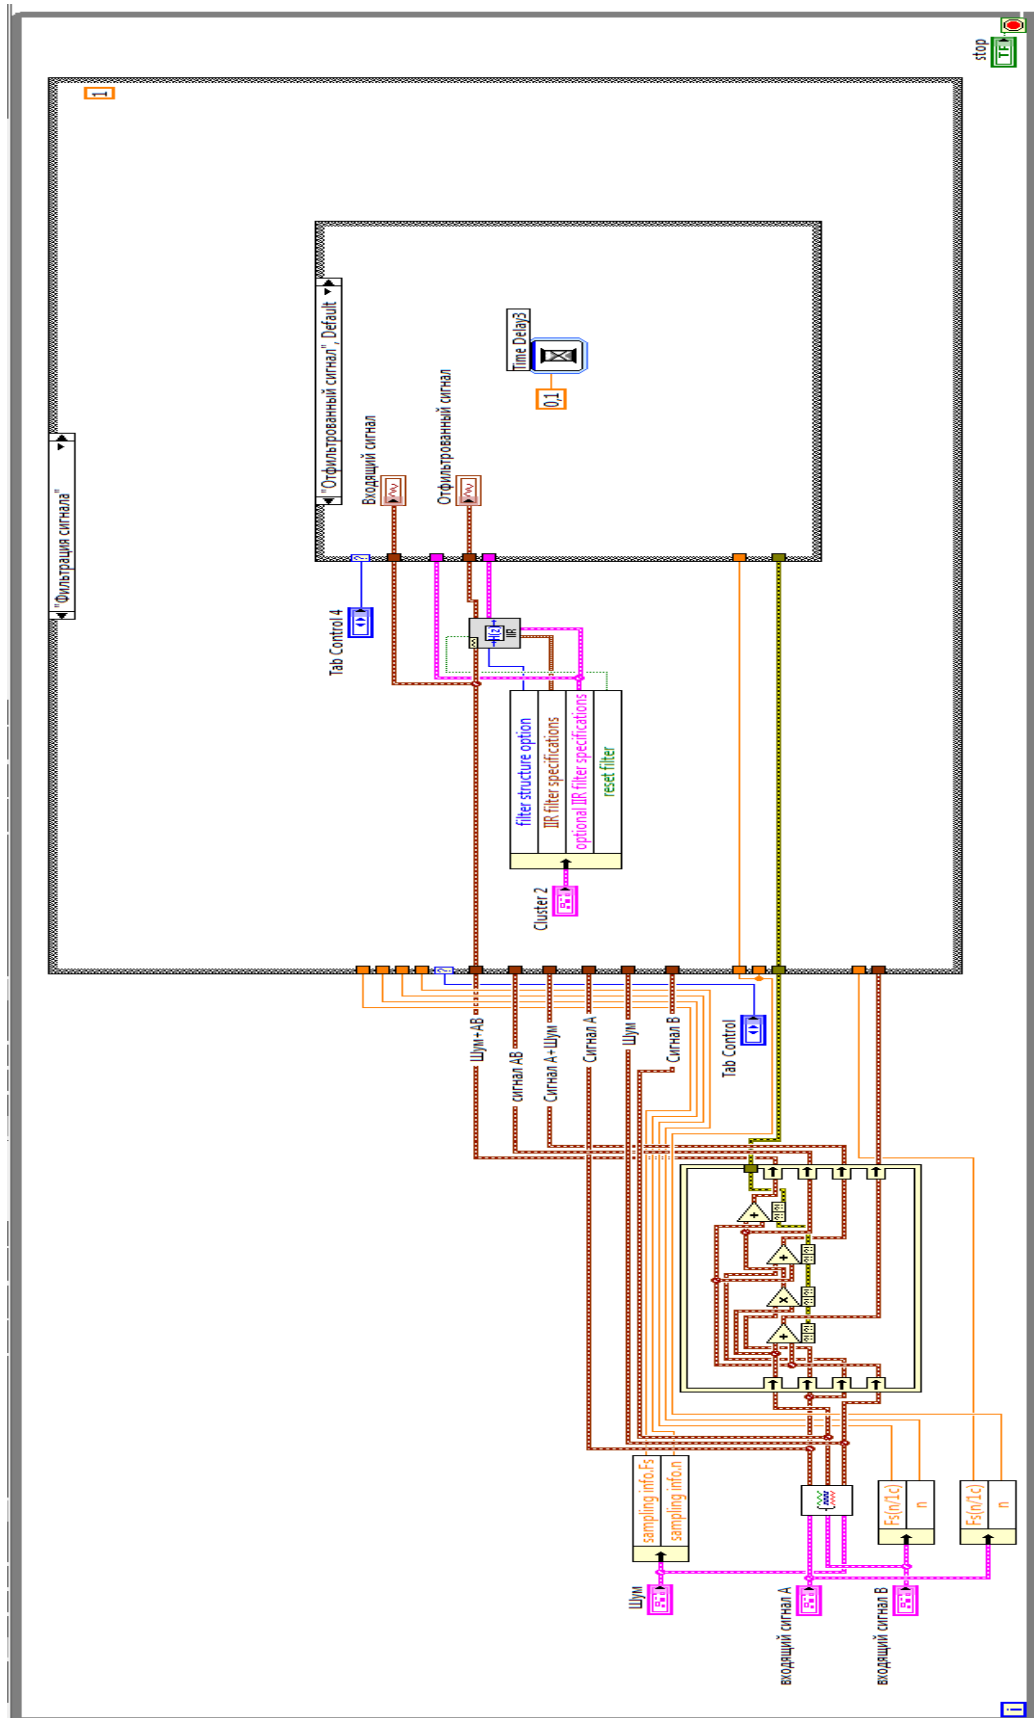 stop
TF
1
"Фильтрация сигнала"
"Отфильтрованный сигнал", Default
Входящий сигнал
Отфильтрованный сигнал
Time Delay3
0,1
Tab Control 4
IIR
filter structure option
IIR filter specifications
optional IIR filter specifications
reset filter
Cluster 2
Шум+АВ
сигнал АВ
Сигнал А+Шум
Сигнал А
Шум
Сигнал В
Tab Control
sampling info.Fs
sampling info.n
Шум
входящий сигнал А
входящий сигнал В
Fs(n/1c)
n
Fs(n/1c)
n
i